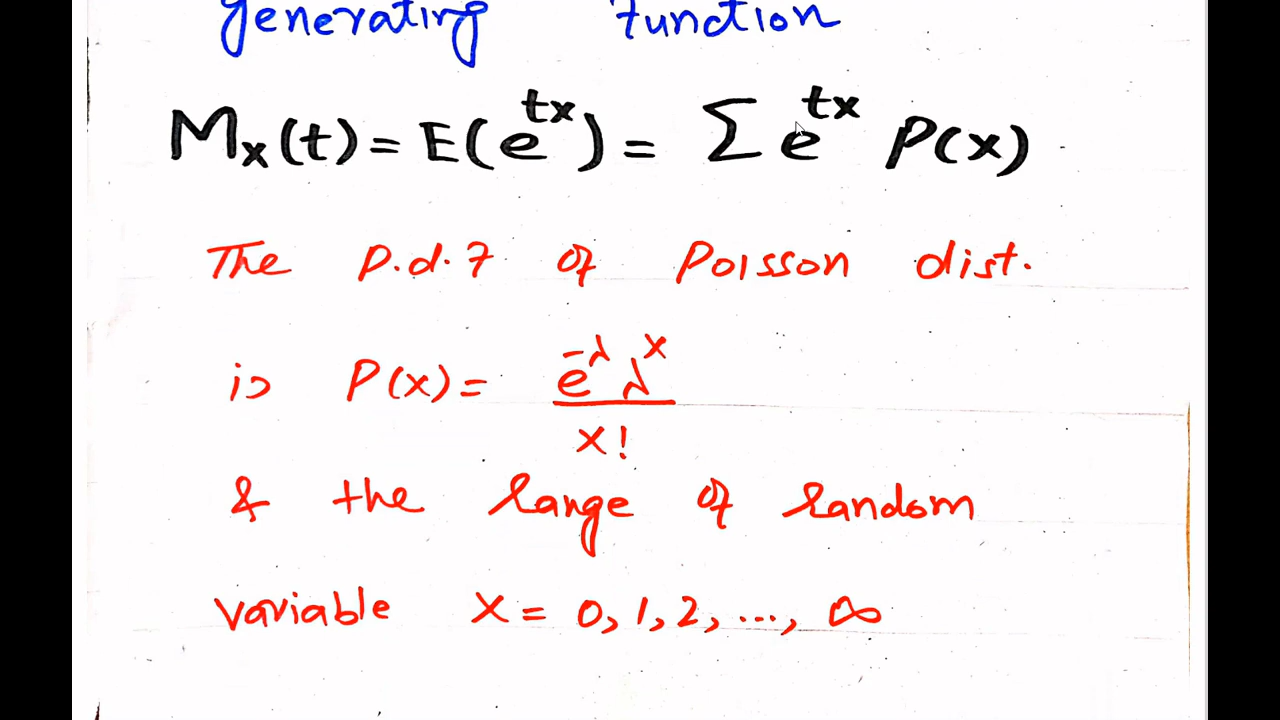 generating function
Mx(t) = E(e^tx) = Σ e^tx P(x)
The p.d.f of Poisson dist.
is P(x) = e^-λ λ^x / x!
& the range of random
variable X = 0, 1, 2, ..., ∞